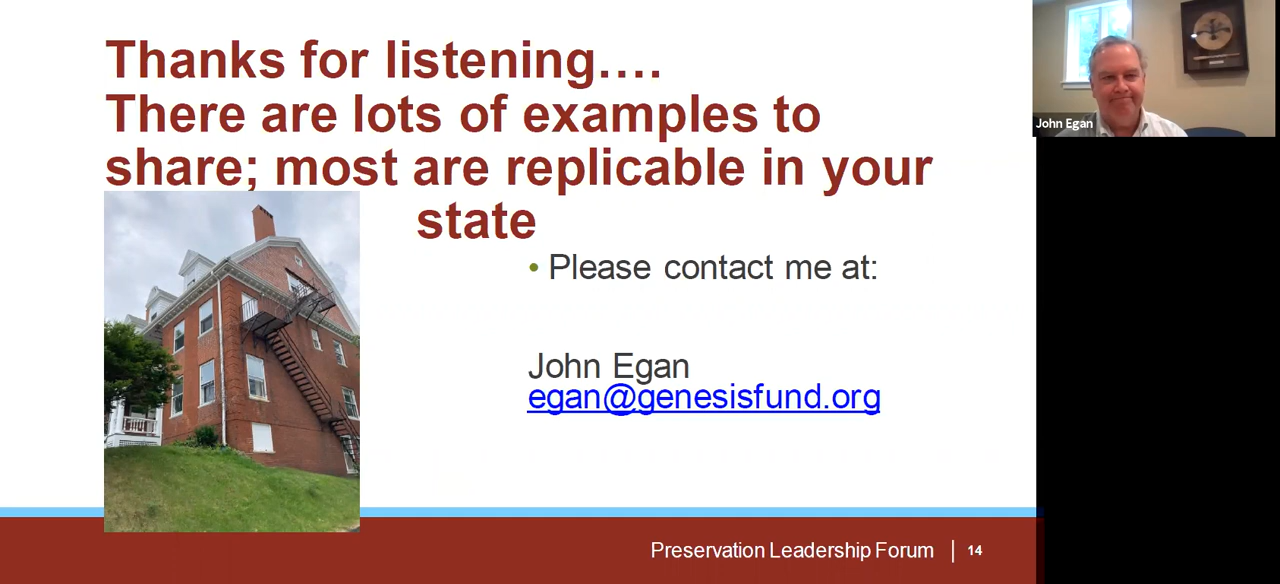 Thanks for listening....
There are lots of examples to
share; most are replicable in your
state
• Please contact me at:
John Egan
egan@genesisfund.org
Preservation Leadership Forum | 14
John Egan